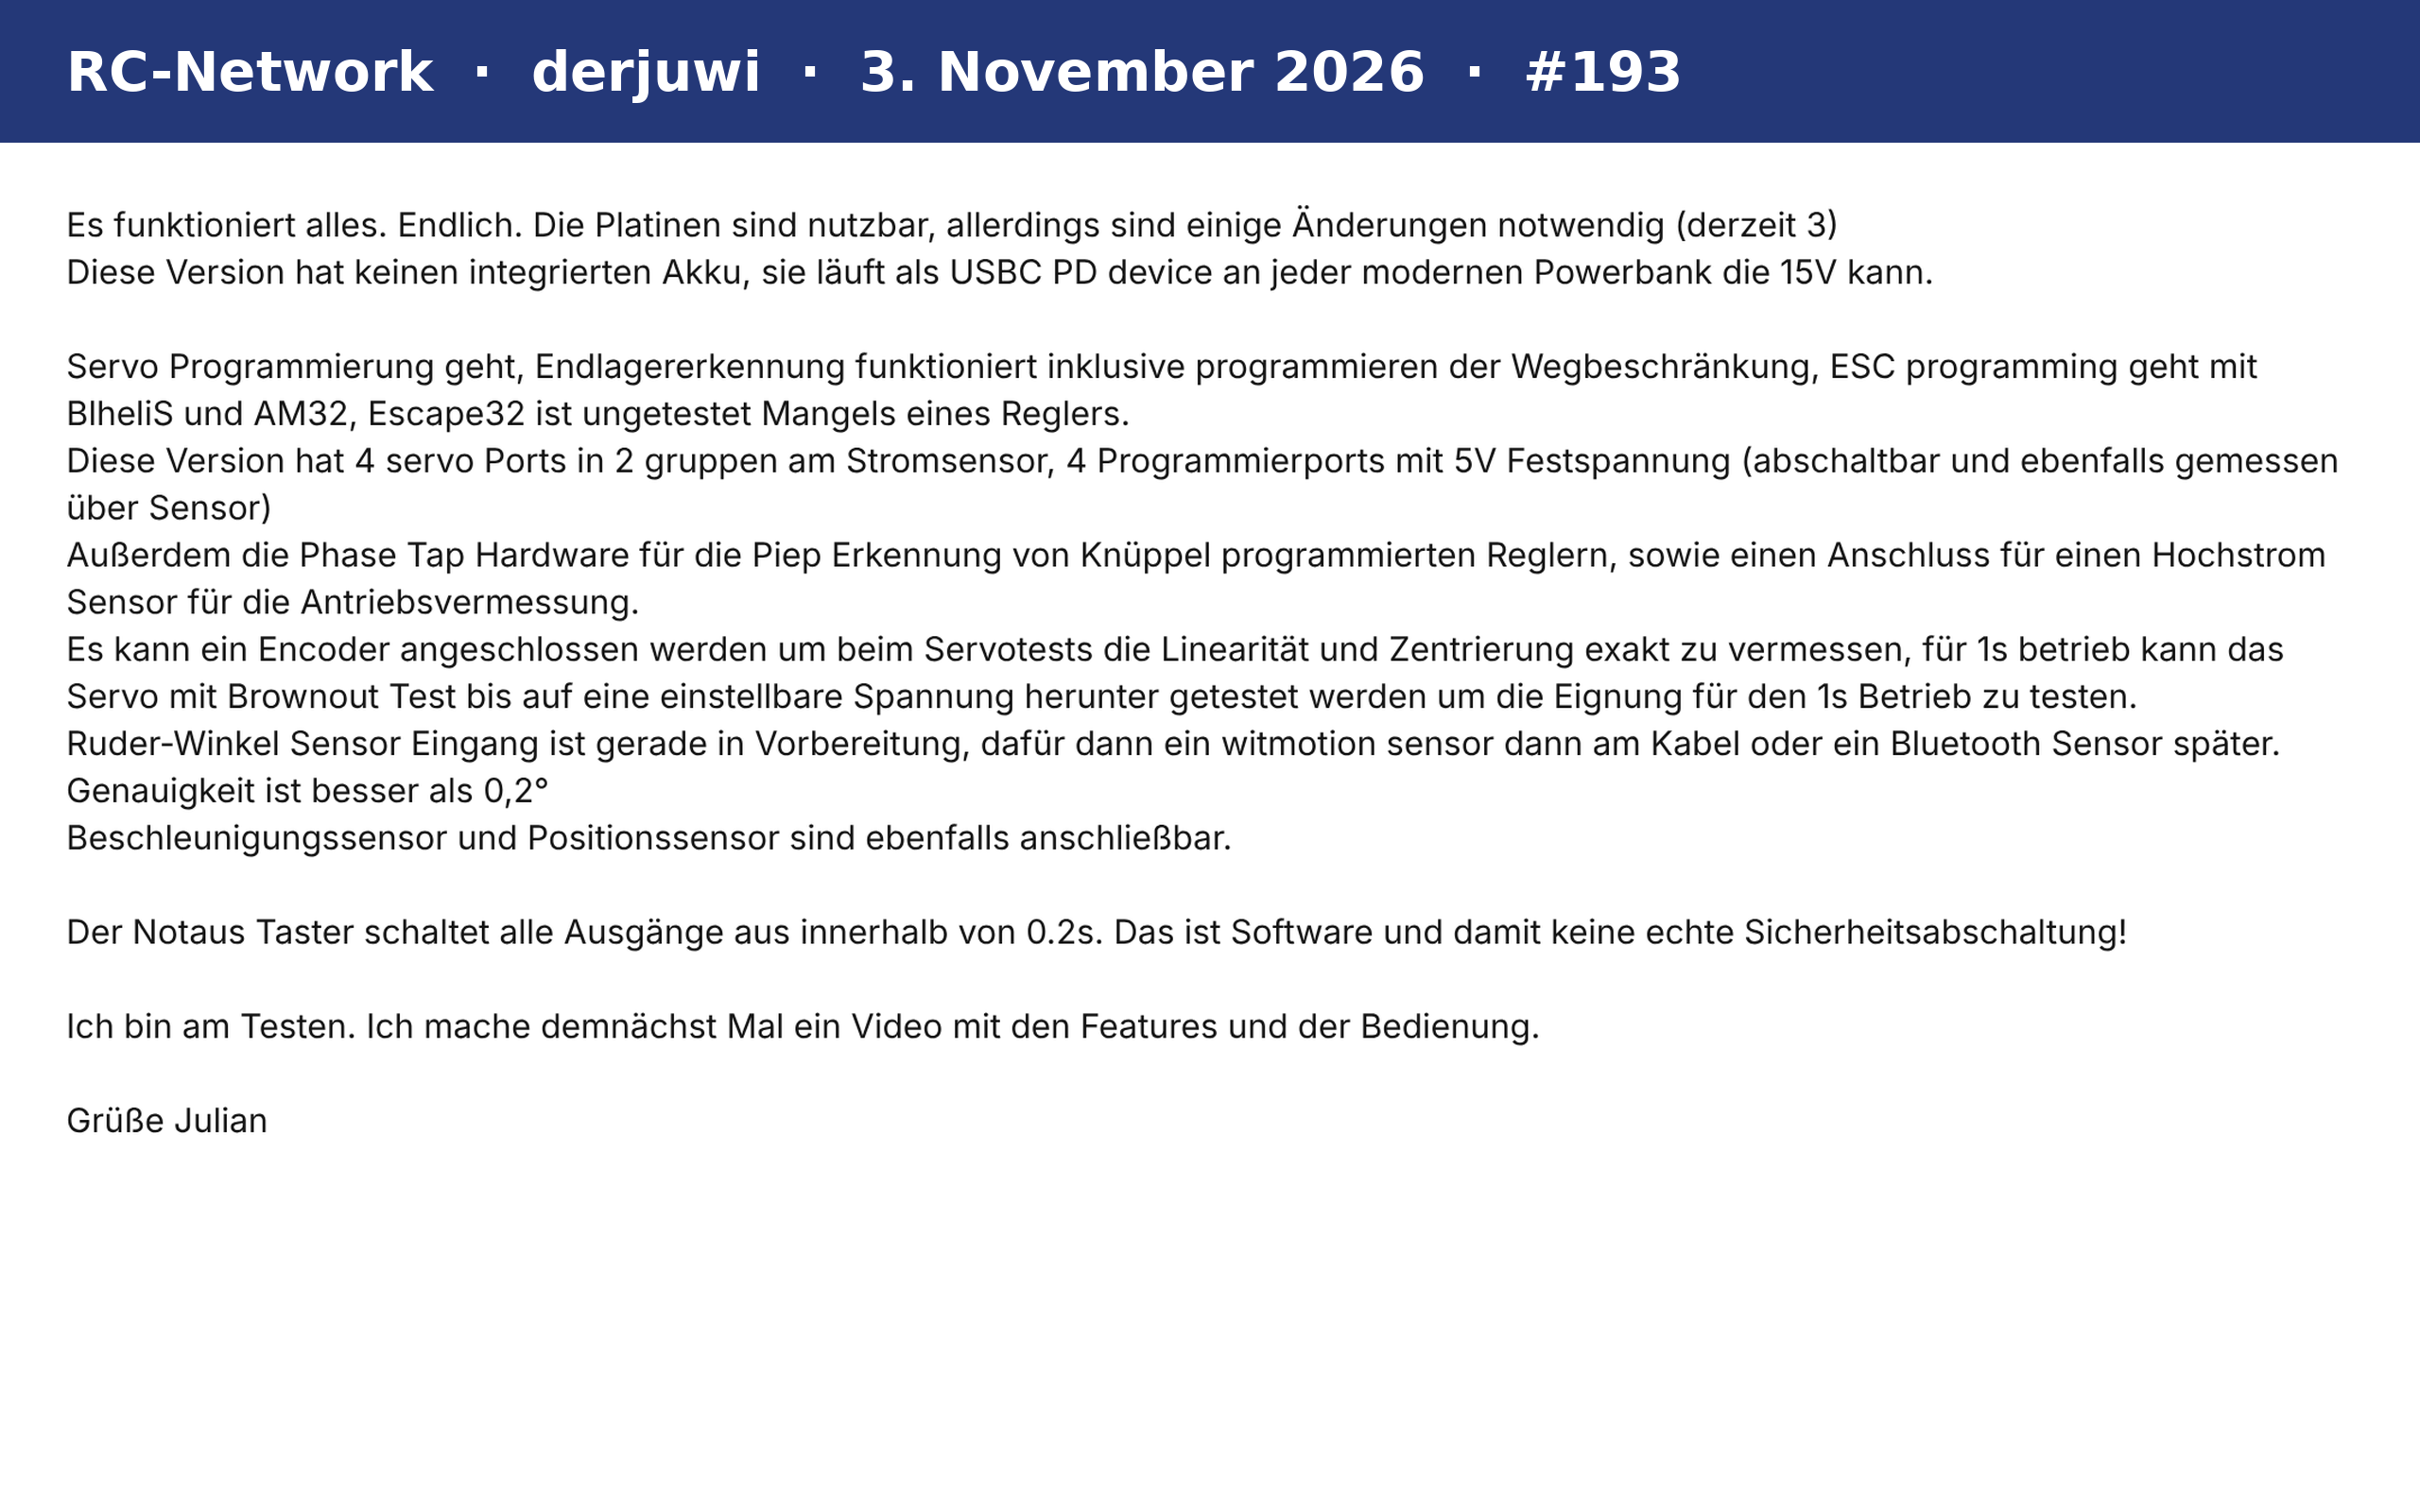 RC-Network · derjuwi · 3. November 2026 · #193
Es funktioniert alles. Endlich. Die Platinen sind nutzbar, allerdings sind einige Änderungen notwendig (derzeit 3)
Diese Version hat keinen integrierten Akku, sie läuft als USBC PD device an jeder modernen Powerbank die 15V kann.
Servo Programmierung geht, Endlagererkennung funktioniert inklusive programmieren der Wegbeschränkung, ESC programming geht mit
BlheliS und AM32, Escape32 ist ungetestet Mangels eines Reglers.
Diese Version hat 4 servo Ports in 2 gruppen am Stromsensor, 4 Programmierports mit 5V Festspannung (abschaltbar und ebenfalls gemessen
über Sensor)
Außerdem die Phase Tap Hardware für die Piep Erkennung von Knüppel programmierten Reglern, sowie einen Anschluss für einen Hochstrom
Sensor für die Antriebsvermessung.
Es kann ein Encoder angeschlossen werden um beim Servotests die Linearität und Zentrierung exakt zu vermessen, für 1s betrieb kann das
Servo mit Brownout Test bis auf eine einstellbare Spannung herunter getestet werden um die Eignung für den 1s Betrieb zu testen.
Ruder-Winkel Sensor Eingang ist gerade in Vorbereitung, dafür dann ein witmotion sensor dann am Kabel oder ein Bluetooth Sensor später.
Genauigkeit ist besser als 0,2°
Beschleunigungssensor und Positionssensor sind ebenfalls anschließbar.
Der Notaus Taster schaltet alle Ausgänge aus innerhalb von 0.2s. Das ist Software und damit keine echte Sicherheitsabschaltung!
Ich bin am Testen. Ich mache demnächst Mal ein Video mit den Features und der Bedienung.
Grüße Julian